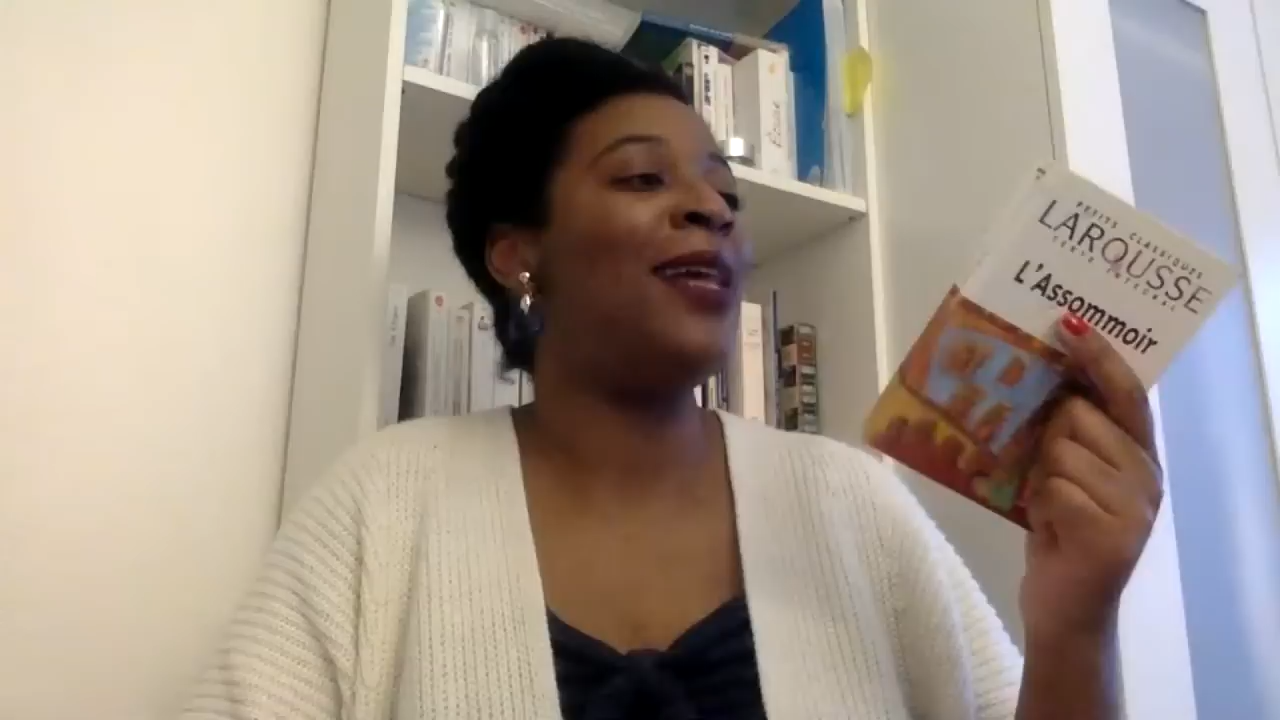 PETITS CLASSIQUES
LAROUSSE
TEXTE INTÉGRAL
L'Assommoir